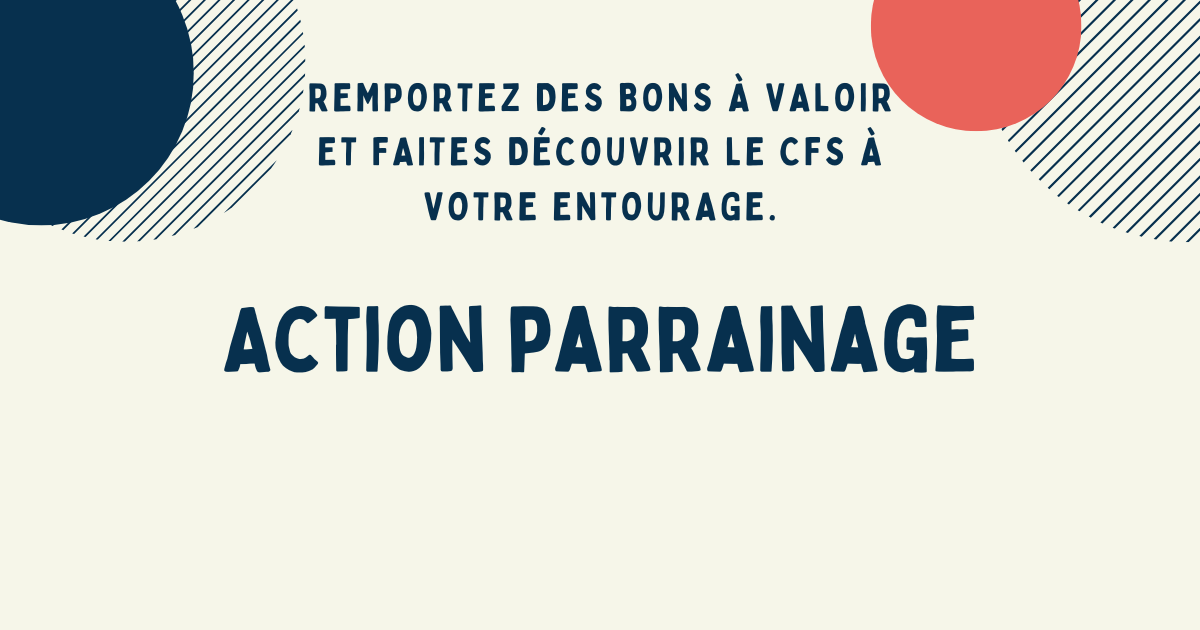 REMPORTEZ DES BONS À VALOIR
ET FAITES DÉCOUVRIR LE CFS À
VOTRE ENTOURAGE.
ACTION PARRAINAGE